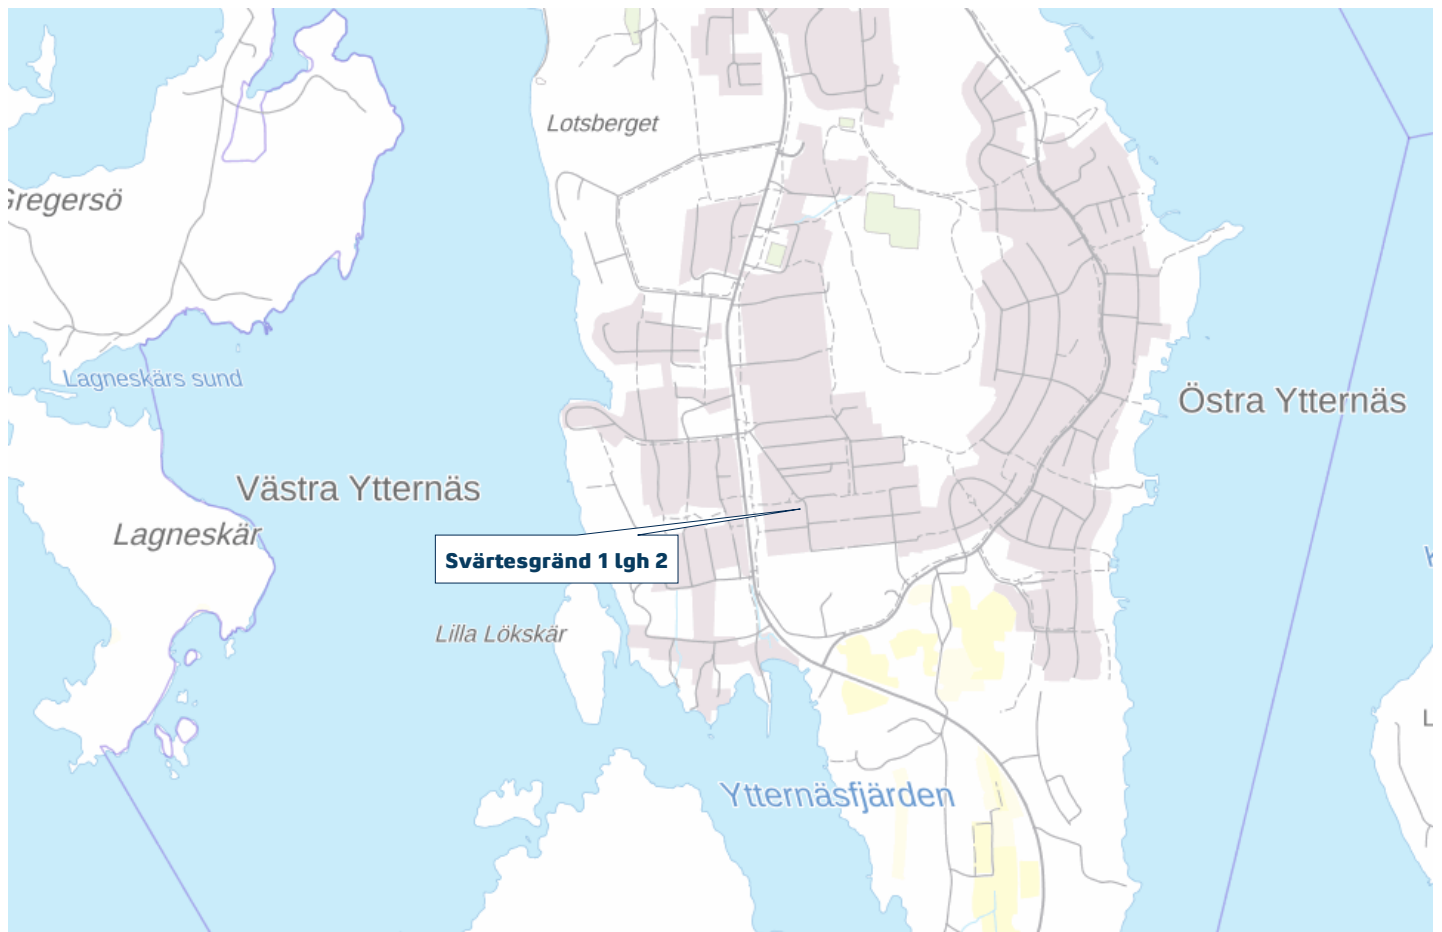 Lotsberget
Gregersö
Lagneskärs sund
Östra Ytternäs
Västra Ytternäs
Lagneskär
Svärtesgränd 1 lgh 2
Lilla Lökskär
L
Ytternäsfjärden